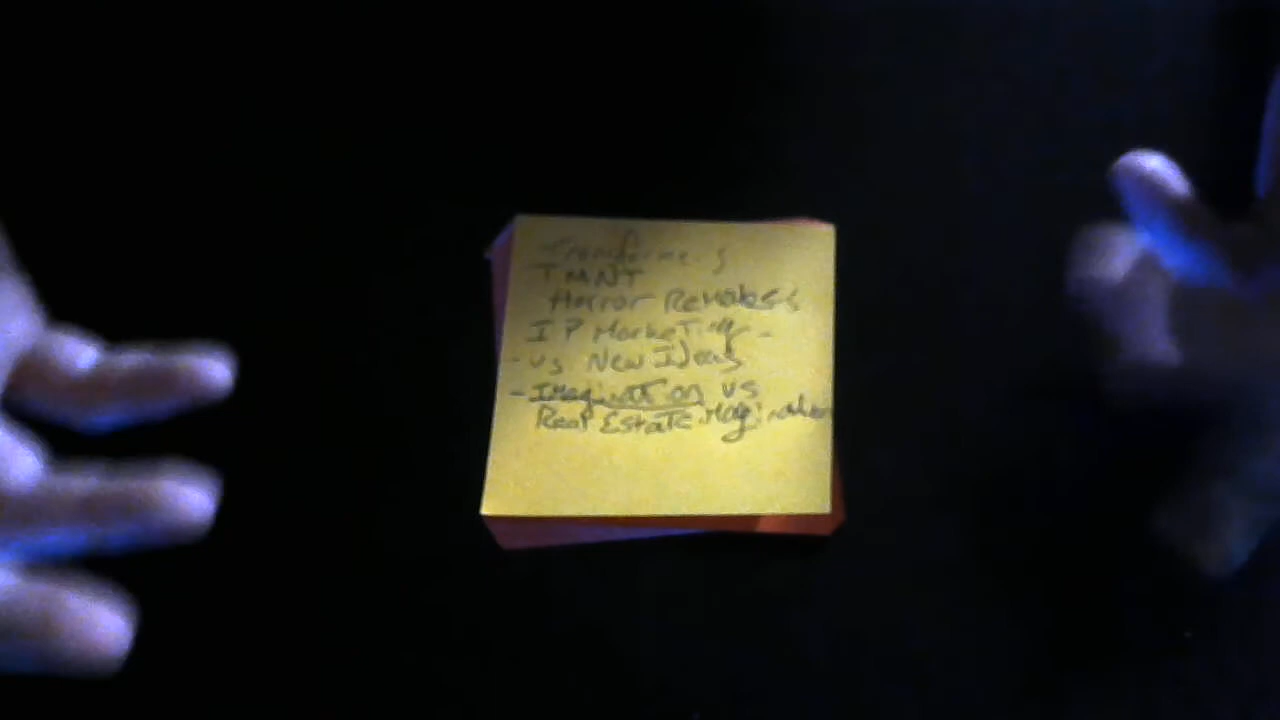 Transformers
TMNT
Horror Remakes
IP Marketing -
- vs New Ideas
- Imagination vs
Real Estate